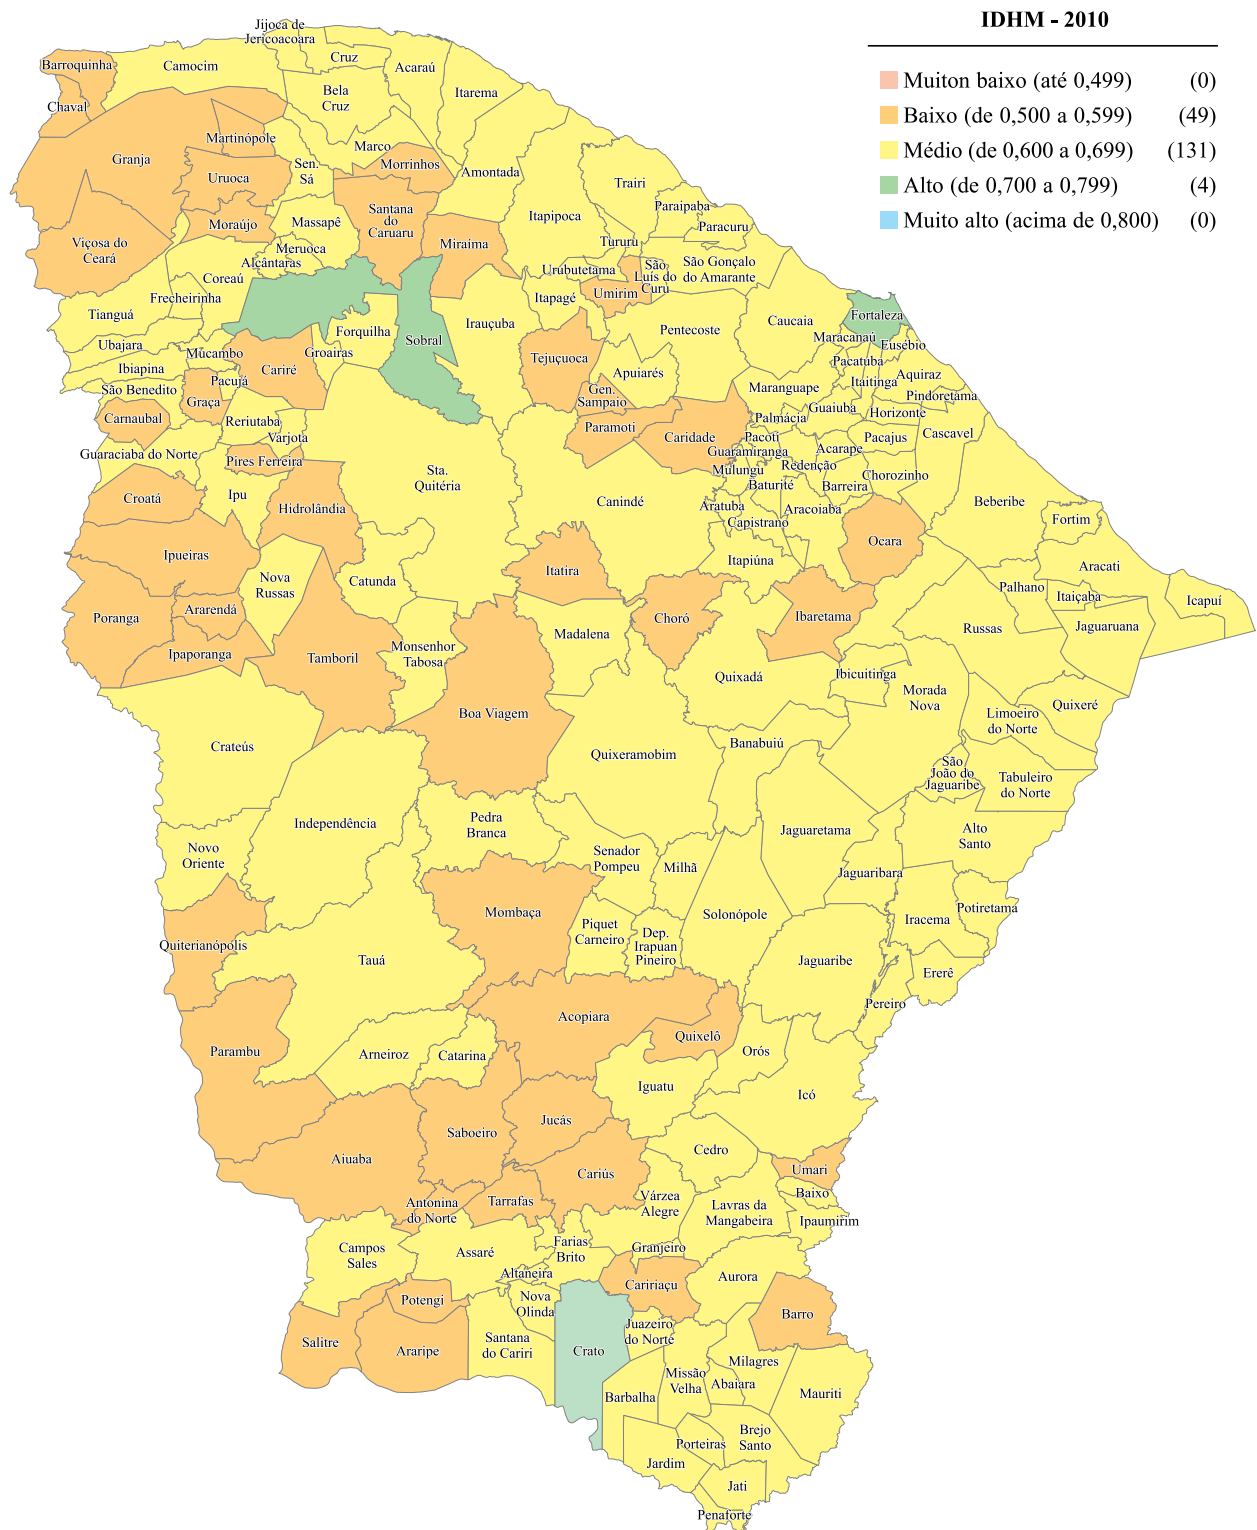 IDHM - 2010
Muiton baixo (até 0,499) (0)
Baixo (de 0,500 a 0,599) (49)
Médio (de 0,600 a 0,699) (131)
Alto (de 0,700 a 0,799) (4)
Muito alto (acima de 0,800) (0)
Jijoca de
Jericoacoara
Cruz
Acaraú
Barroquinha
Camocim
Bela
Cruz
Itarema
Chaval
Martinópole
Granja
Marco
Morrinhos
Sen.
Sá
Amontada
Uruoca
Trairi
Santana
do
Caruaru
Itapipoca
Paraipaba
Paracuru
Moraújo
Massapê
Viçosa do
Ceará
Meruoca
Miraíma
Tururu
Alcântaras
Urubutetama
São
Luís do
Curu
São Gonçalo
do Amarante
Coreaú
Frecheirinha
Itapagé
Umirim
Tianguá
Forquilha
Sobral
Irauçuba
Pentecoste
Caucaia
Fortaleza
Maracanaú
Eusébio
Ubajara
Mucambo
Groaíras
Tejuçuoca
Ibiapina
Cariré
Apuiarés
Pacatuba
Itaitinga
Aquiraz
São Benedito
Pacujá
Gen.
Sampaio
Maranguape
Pindoretama
Graça
Guaiuba
Horizonte
Carnaubal
Reriutaba
Varjota
Paramoti
Caridade
Palmácia
Pacoti
Acarape
Pacajus
Cascavel
Guaraciaba do Norte
Pires Ferreira
Guaramiranga
Mulungu
Redenção
Chorozinho
Sta.
Quitéria
Baturité
Barreira
Croatá
Ipu
Hidrolândia
Canindé
Aratuba
Aracoiaba
Beberibe
Capistrano
Fortim
Ipueiras
Ocara
Itatira
Itapiúna
Aracati
Nova
Russas
Catunda
Palhano
Itaiçaba
Icapuí
Ararendá
Poranga
Choró
Ibaretama
Jaguaruana
Ipaporanga
Tamboril
Monsenhor
Tabosa
Madalena
Russas
Quixadá
Ibicuitinga
Morada
Nova
Quixeré
Boa Viagem
Limoeiro
do Norte
Crateús
Quixeramobim
Banabuiú
São
João do
Jaguaribe
Tabuleiro
do Norte
Independência
Pedra
Branca
Jaguaretama
Alto
Santo
Novo
Oriente
Senador
Pompeu
Milhã
Jaguaribara
Mombaça
Solonópole
Potiretama
Iracema
Piquet
Carneiro
Dep.
Irapuan
Pineiro
Quiterianópolis
Tauá
Jaguaribe
Ererê
Pereiro
Acopiara
Quixelô
Parambu
Arneiroz
Catarina
Orós
Iguatu
Icó
Jucás
Saboeiro
Aiuaba
Cedro
Cariús
Umari
Antonina
do Norte
Tarrafas
Várzea
Alegre
Lavras da
Mangabeira
Baixo
Ipaumirim
Campos
Sales
Assaré
Farias
Brito
Granjeiro
Altaneira
Caririaçu
Aurora
Potengi
Nova
Olinda
Barro
Salitre
Araripe
Santana
do Cariri
Crato
Juazeiro
do Norte
Milagres
Missão
Velha
Abaiara
Mauriti
Barbalha
Brejo
Santo
Porteiras
Jardim
Jati
Penaforte